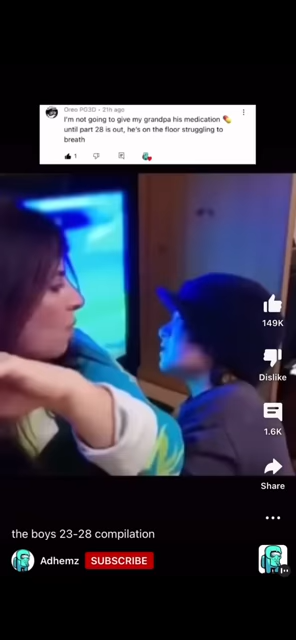 Oreo PG3D - 21h ago
I'm not going to give my grandpa his medication 💊
until part 28 is out, he's on the floor struggling to
breath
1
149K
Dislike
1.6K
Share
the boys 23-28 compilation
Adhemz SUBSCRIBE